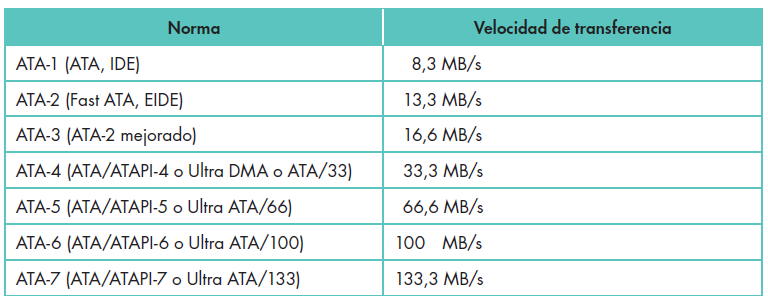 Norma Velocidad de transferencia
ATA-1 (ATA, IDE) 8,3 MB/s
ATA-2 (Fast ATA, EIDE) 13,3 MB/s
ATA-3 (ATA-2 mejorado) 16,6 MB/s
ATA-4 (ATA/ATAPI-4 o Ultra DMA o ATA/33) 33,3 MB/s
ATA-5 (ATA/ATAPI-5 o Ultra ATA/66) 66,6 MB/s
ATA-6 (ATA/ATAPI-6 o Ultra ATA/100) 100 MB/s
ATA-7 (ATA/ATAPI-7 o Ultra ATA/133) 133,3 MB/s